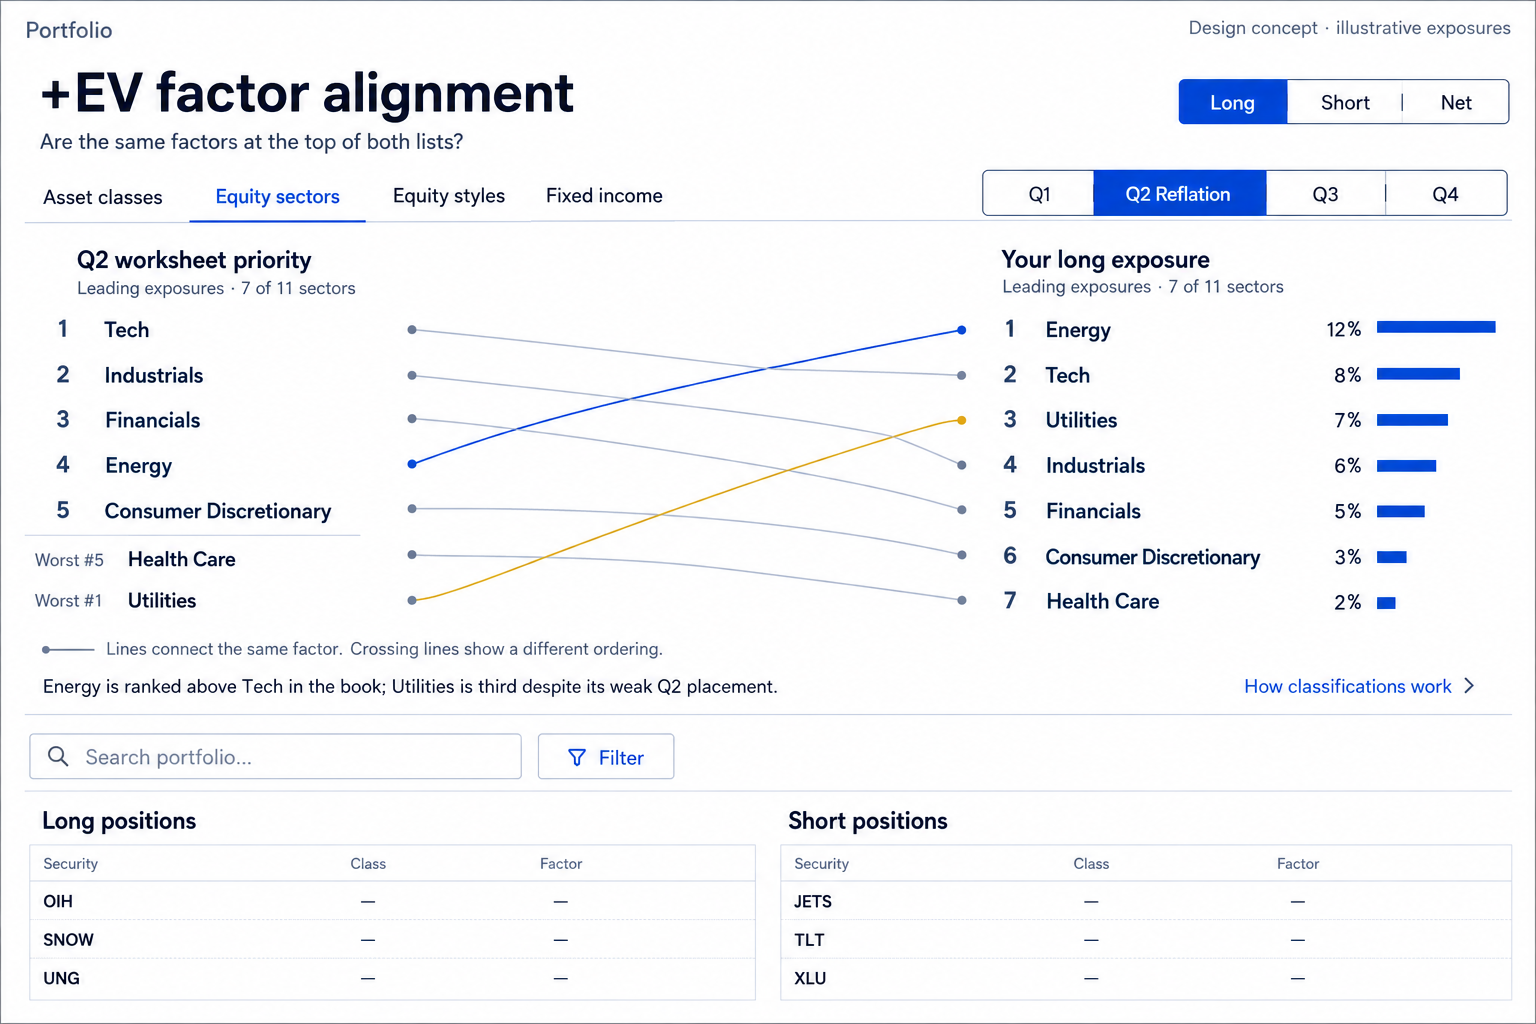 Portfolio
Design concept · illustrative exposures
+EV factor alignment
Are the same factors at the top of both lists?
Long Short Net
Asset classes Equity sectors Equity styles Fixed income
Q1 Q2 Reflation Q3 Q4
Q2 worksheet priority
Leading exposures · 7 of 11 sectors
1 Tech
2 Industrials
3 Financials
4 Energy
5 Consumer Discretionary
Worst #5 Health Care
Worst #1 Utilities
Your long exposure
Leading exposures · 7 of 11 sectors
1 Energy 12%
2 Tech 8%
3 Utilities 7%
4 Industrials 6%
5 Financials 5%
6 Consumer Discretionary 3%
7 Health Care 2%
Lines connect the same factor. Crossing lines show a different ordering.
Energy is ranked above Tech in the book; Utilities is third despite its weak Q2 placement.
How classifications work
Search portfolio...
Filter
Long positions
Security Class Factor
OIH — —
SNOW — —
UNG — —
Short positions
Security Class Factor
JETS — —
TLT — —
XLU — —